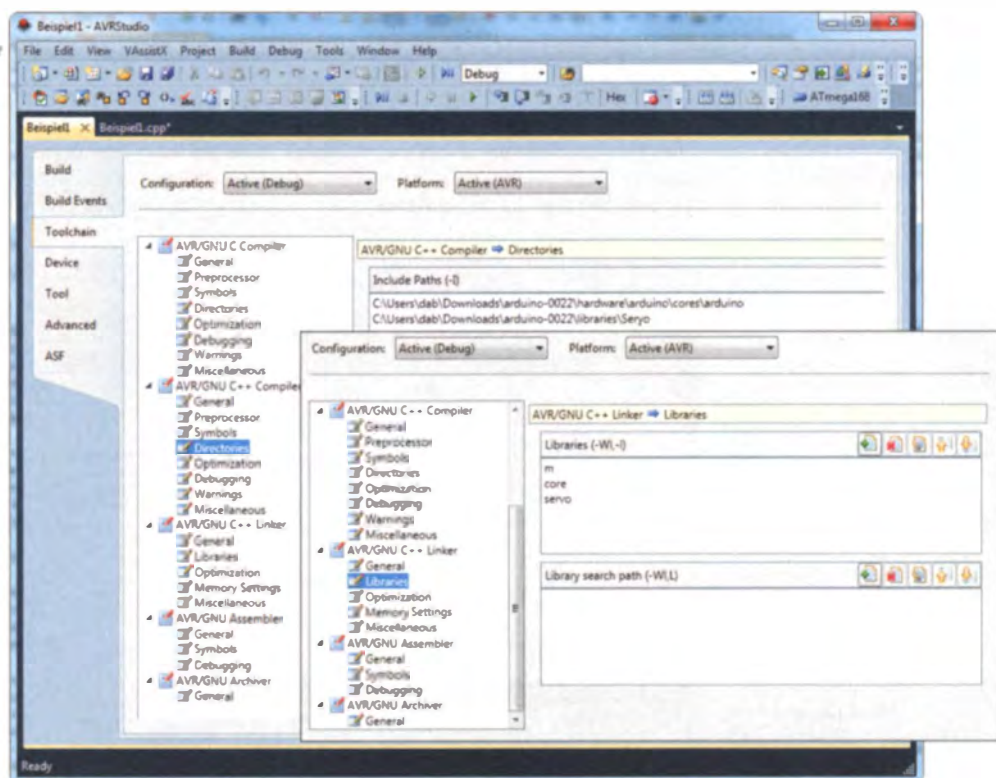 Beispiel1 - AVRStudio
File Edit View VAssistX Project Build Debug Tools Window Help
Debug
Hex ATmega168
Beispiel1 X Beispiel1.cpp*
Build
Build Events
Toolchain
Device
Tool
Advanced
ASF
Configuration: Active (Debug) Platform: Active (AVR)
AVR/GNU C Compiler
General
Preprocessor
Symbols
Directories
Optimization
Debugging
Warnings
Miscellaneous
AVR/GNU C++ Compiler
General
Preprocessor
Symbols
Directories
Optimization
Debugging
Warnings
Miscellaneous
AVR/GNU C++ Linker
General
Libraries
Optimization
Memory Settings
Miscellaneous
AVR/GNU Assembler
General
Symbols
Debugging
AVR/GNU Archiver
General
AVR/GNU C++ Compiler ➡ Directories
Include Paths (-I)
C:\Users\dab\Downloads\arduino-0022\hardware\arduino\cores\arduino
C:\Users\dab\Downloads\arduino-0022\libraries\Servo
Configuration: Active (Debug) Platform: Active (AVR)
AVR/GNU C++ Compiler
General
Preprocessor
Symbols
Directories
Optimization
Debugging
Warnings
Miscellaneous
AVR/GNU C++ Linker
General
Libraries
Optimization
Memory Settings
Miscellaneous
AVR/GNU Assembler
General
Symbols
Debugging
AVR/GNU Archiver
General
AVR/GNU C++ Linker ➡ Libraries
Libraries (-Wl,-l)
m
core
servo
Library search path (-Wl,L)
Ready